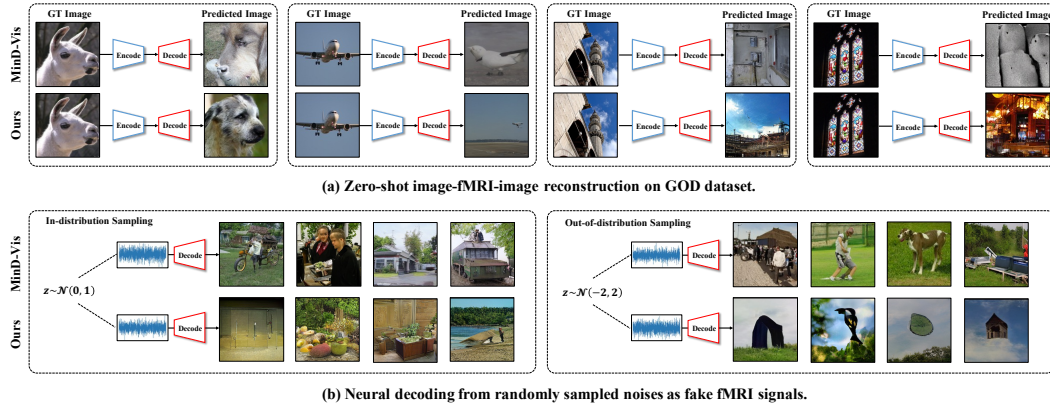 GT Image Predicted Image GT Image Predicted Image GT Image Predicted Image GT Image Predicted Image
MinD-Vis Encode Decode Encode Decode Encode Decode Encode Decode
Ours Encode Decode Encode Decode Encode Decode Encode Decode
(a) Zero-shot image-fMRI-image reconstruction on GOD dataset.
In-distribution Sampling Out-of-distribution Sampling
MinD-Vis Decode Decode
z~𝒩(0, 1) z~𝒩(−2, 2)
Ours Decode Decode
(b) Neural decoding from randomly sampled noises as fake fMRI signals.